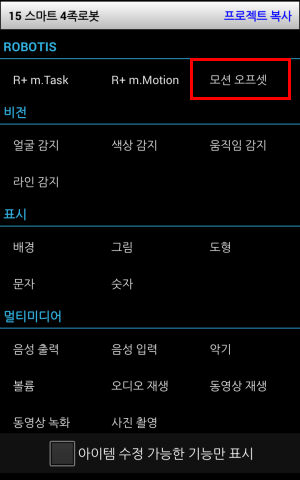 15 스마트 4족로봇 프로젝트 복사
ROBOTIS
R+ m.Task R+ m.Motion 모션 오프셋
비전
얼굴 감지 색상 감지 움직임 감지
라인 감지
표시
배경 그림 도형
문자 숫자
멀티미디어
음성 출력 음성 입력 악기
볼륨 오디오 재생 동영상 재생
동영상 녹화 사진 촬영
아이템 수정 가능한 기능만 표시